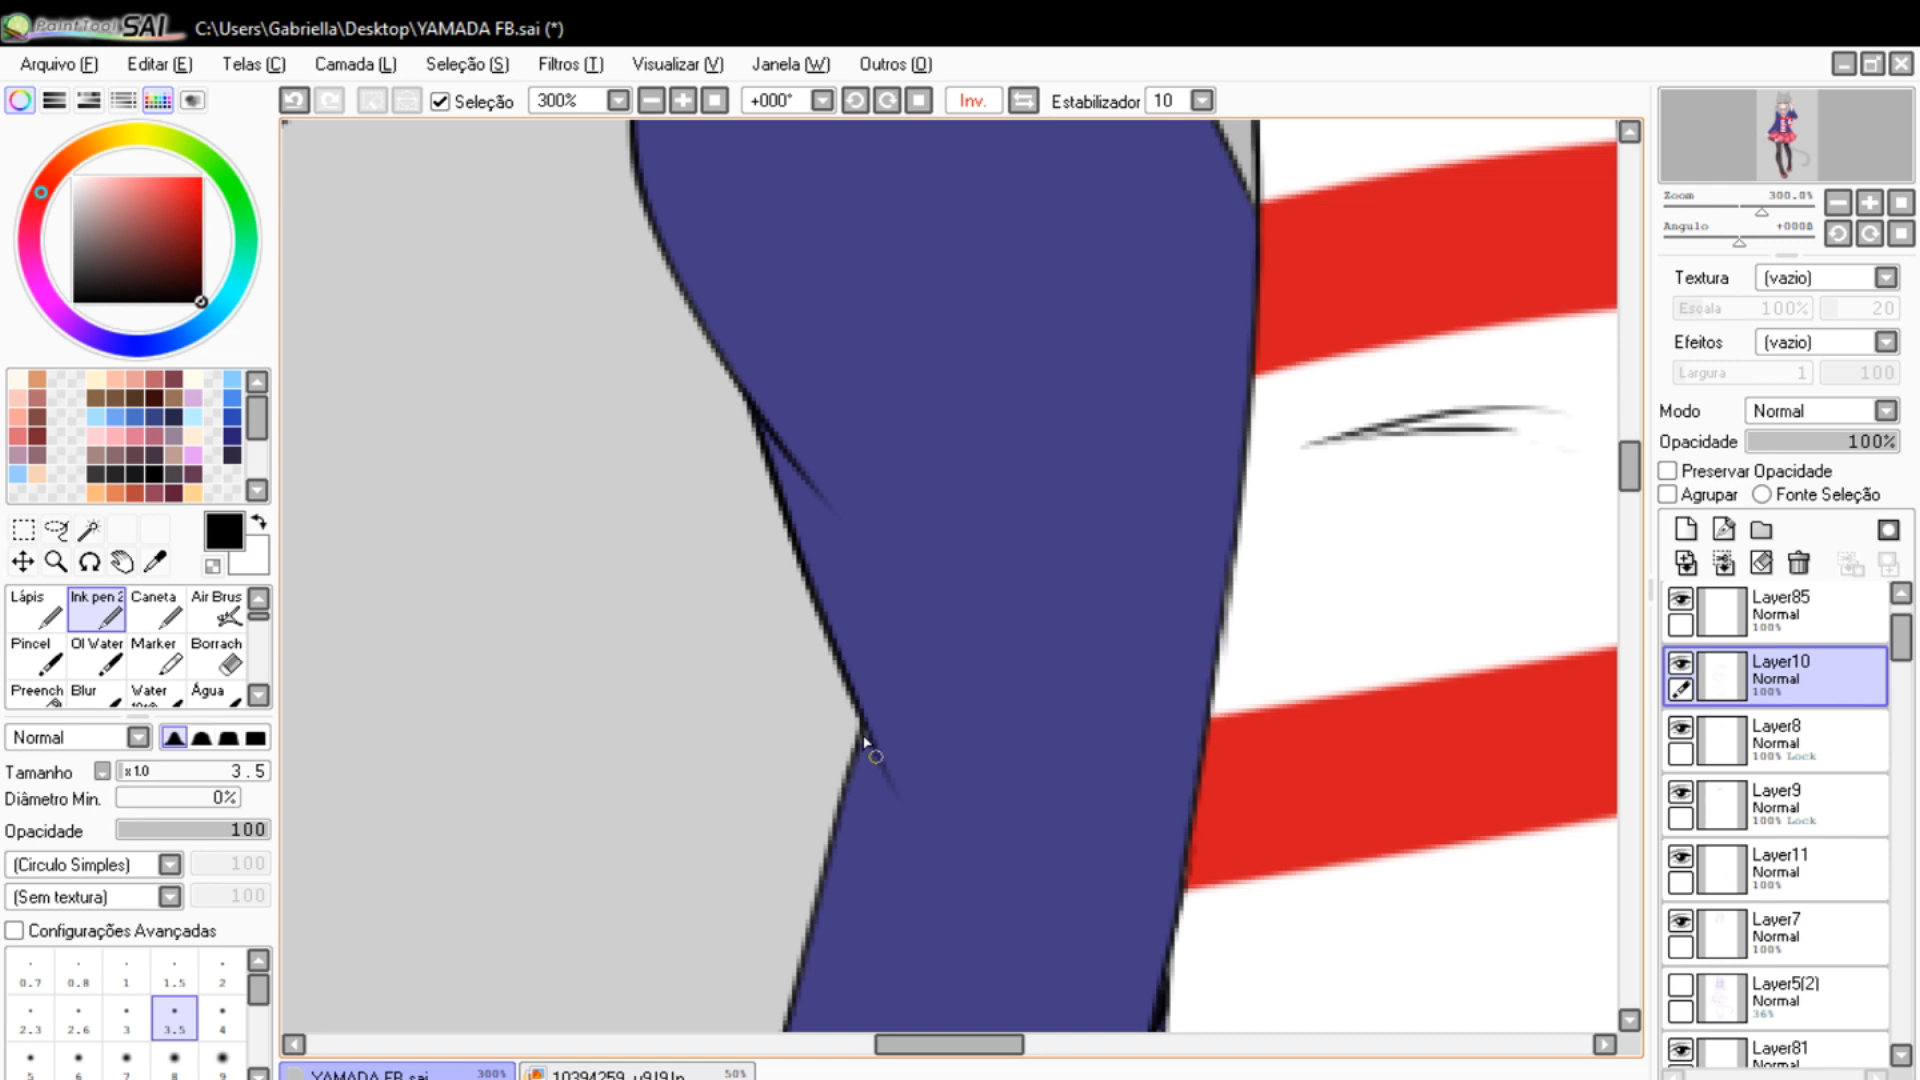 PaintTool SAI C:\Users\Gabriella\Desktop\YAMADA FB.sai (*)
Arquivo (F) Editar (E) Telas (C) Camada (L) Seleção (S) Filtros (T) Visualizar (V) Janela (W) Outros (O)
Seleção 300% +000° Inv. Estabilizador 10
Zoom 300.0%
Angulo
Textura (vazio)
Escala 100% 20
Efeitos (vazio)
Largura 1 100
Modo Normal
Opacidade 100%
Preservar Opacidade
Agrupar Fonte Seleção
Lápis Ink pen 2 Caneta Air Brus
Pincel Ol Water Marker Borrach
Preench Blur Water Água
Normal
Tamanho x 1.0 3.5
Diâmetro Min. 0%
Opacidade 100
(Circulo Simples) 100
(Sem textura) 100
Configurações Avançadas
0.7 0.8 1 1.5 2
2.3 2.6 3 3.5 4
5 6 7 8 9
Layer85
Normal
100%
Layer10
Normal
100%
Layer8
Normal
100% Lock
Layer9
Normal
100% Lock
Layer11
Normal
100%
Layer7
Normal
100%
Layer5(2)
Normal
36%
Layer81
Normal
YAMADA FB.sai 300% 50%